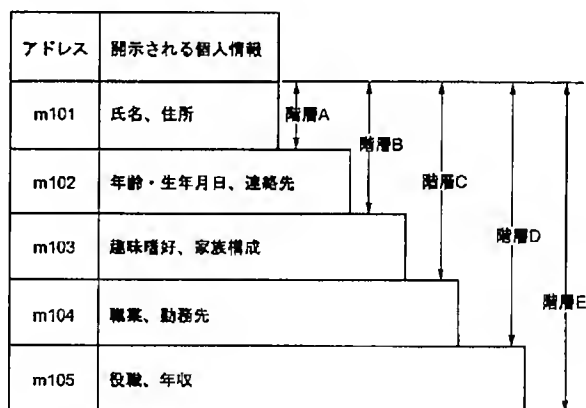 アドレス 開示される個人情報
m101 氏名、住所
階層A
階層B
m102 年齢・生年月日、連絡先
階層C
m103 趣味嗜好、家族構成
階層D
m104 職業、勤務先
階層E
m105 役職、年収